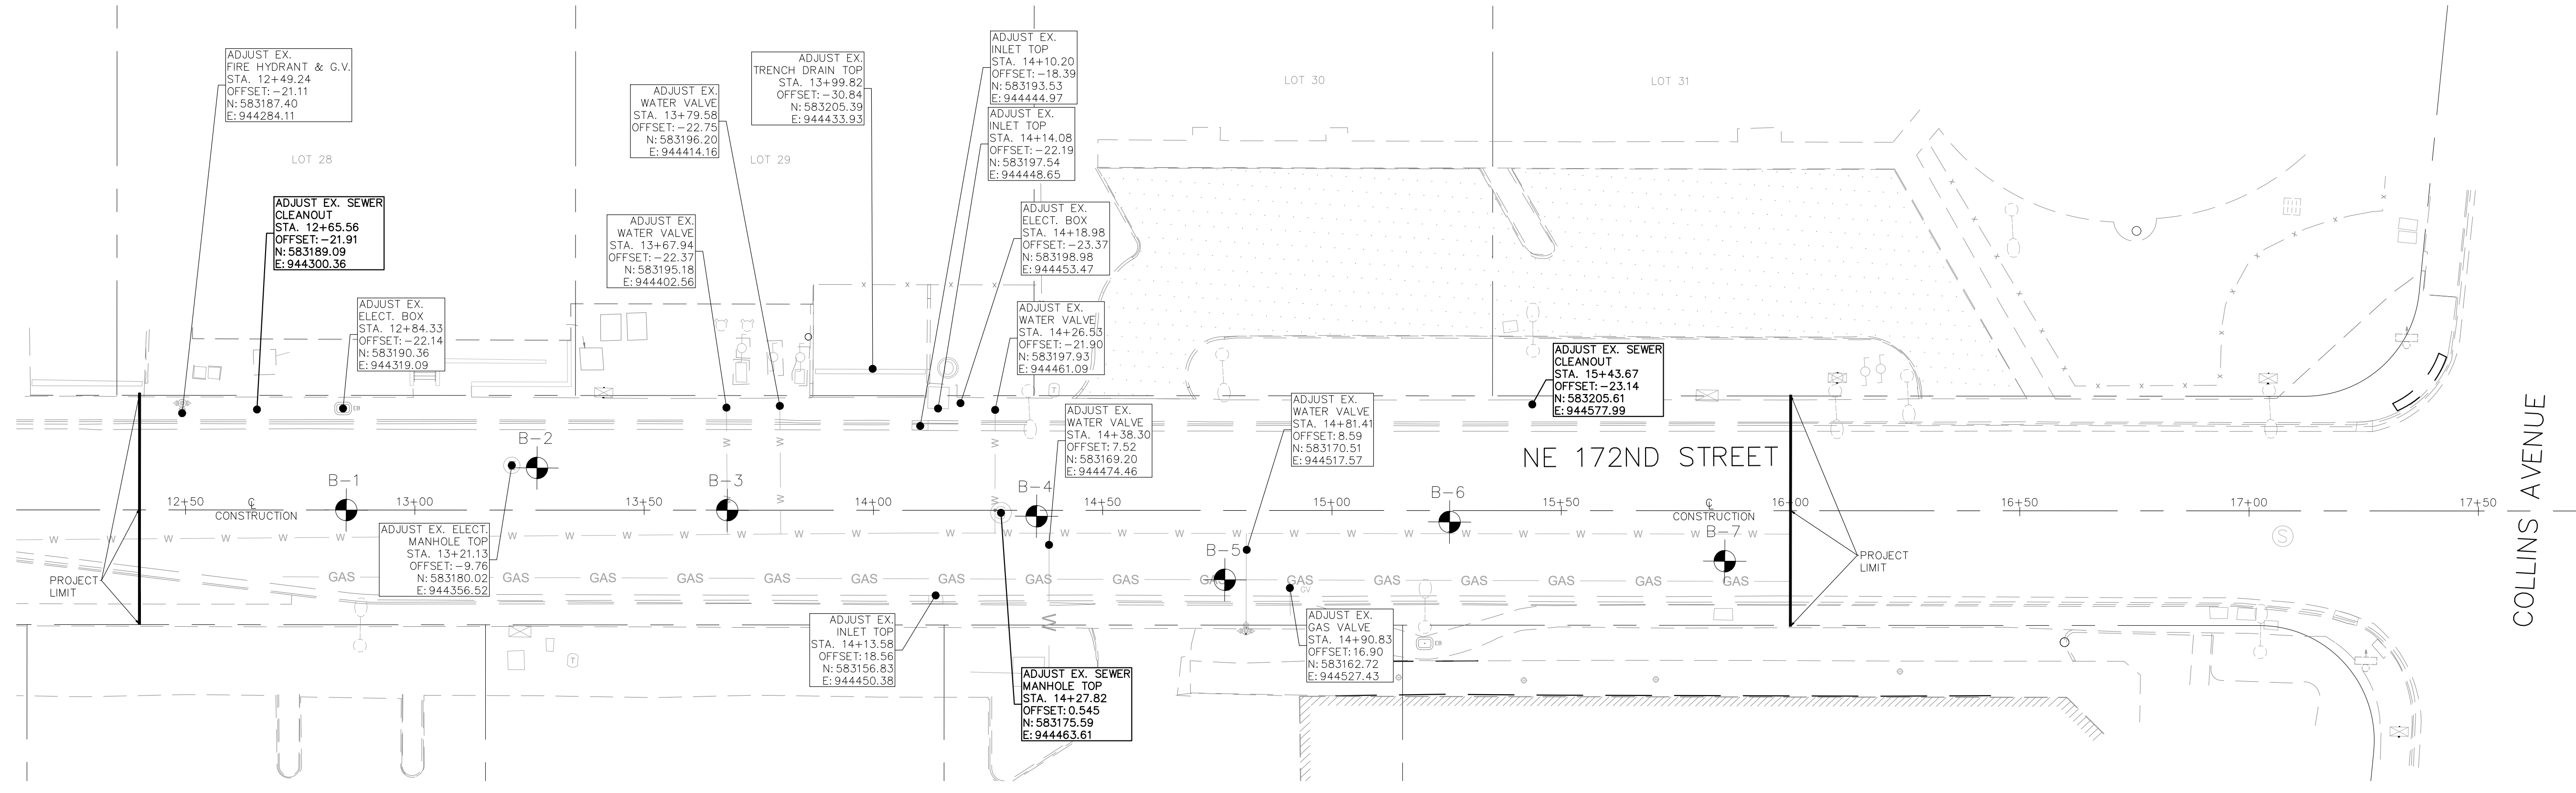 ADJUST EX.
FIRE HYDRANT & G.V.
STA. 12+49.24
OFFSET: -21.11
N: 583187.40
E: 944284.11
LOT 28
ADJUST EX. SEWER
CLEANOUT
STA. 12+65.56
OFFSET: -21.91
N: 583189.09
E: 944300.36
ADJUST EX.
ELECT. BOX
STA. 12+84.33
OFFSET: -22.14
N: 583190.36
E: 944319.09
EB
ADJUST EX.
WATER VALVE
STA. 13+79.58
OFFSET: -22.75
N: 583196.20
E: 944414.16
ADJUST EX.
WATER VALVE
STA. 13+67.94
OFFSET: -22.37
N: 583195.18
E: 944402.56
ADJUST EX.
TRENCH DRAIN TOP
STA. 13+99.82
OFFSET: -30.84
N: 583205.39
E: 944433.93
LOT 29
ADJUST EX.
INLET TOP
STA. 14+10.20
OFFSET: -18.39
N: 583193.53
E: 944444.97
ADJUST EX.
INLET TOP
STA. 14+14.08
OFFSET: -22.19
N: 583197.54
E: 944448.65
ADJUST EX.
ELECT. BOX
STA. 14+18.98
OFFSET: -23.37
N: 583198.98
E: 944453.47
ADJUST EX.
WATER VALVE
STA. 14+26.53
OFFSET: -21.90
N: 583197.93
E: 944461.09
T
LOT 30
LOT 31
ADJUST EX.
WATER VALVE
STA. 14+38.30
OFFSET: 7.52
N: 583169.20
E: 944474.46
ADJUST EX.
WATER VALVE
STA. 14+81.41
OFFSET: 8.59
N: 583170.51
E: 944517.57
ADJUST EX. SEWER
CLEANOUT
STA. 15+43.67
OFFSET: -23.14
N: 583205.61
E: 944577.99
NE 172ND STREET
COLLINS AVENUE
B-1
B-2
B-3
B-4
B-5
B-6
B-7
12+50 13+00 13+50 14+00 14+50 15+00 15+50 16+00 16+50 17+00 17+50
℄
CONSTRUCTION
℄
CONSTRUCTION
W W W W W W W W W W W W W W W W W W W W W W W W
GAS GAS GAS GAS GAS GAS GAS GAS GAS GAS GAS GAS GAS GAS GAS
PROJECT
LIMIT
PROJECT
LIMIT
ADJUST EX. ELECT.
MANHOLE TOP
STA. 13+21.13
OFFSET: -9.76
N: 583180.02
E: 944356.52
ADJUST EX.
INLET TOP
STA. 14+13.58
OFFSET: 18.56
N: 583156.83
E: 944450.38
ADJUST EX. SEWER
MANHOLE TOP
STA. 14+27.82
OFFSET: 0.545
N: 583175.59
E: 944463.61
GV
ADJUST EX.
GAS VALVE
STA. 14+90.83
OFFSET: 16.90
N: 583162.72
E: 944527.43
EB
T
S